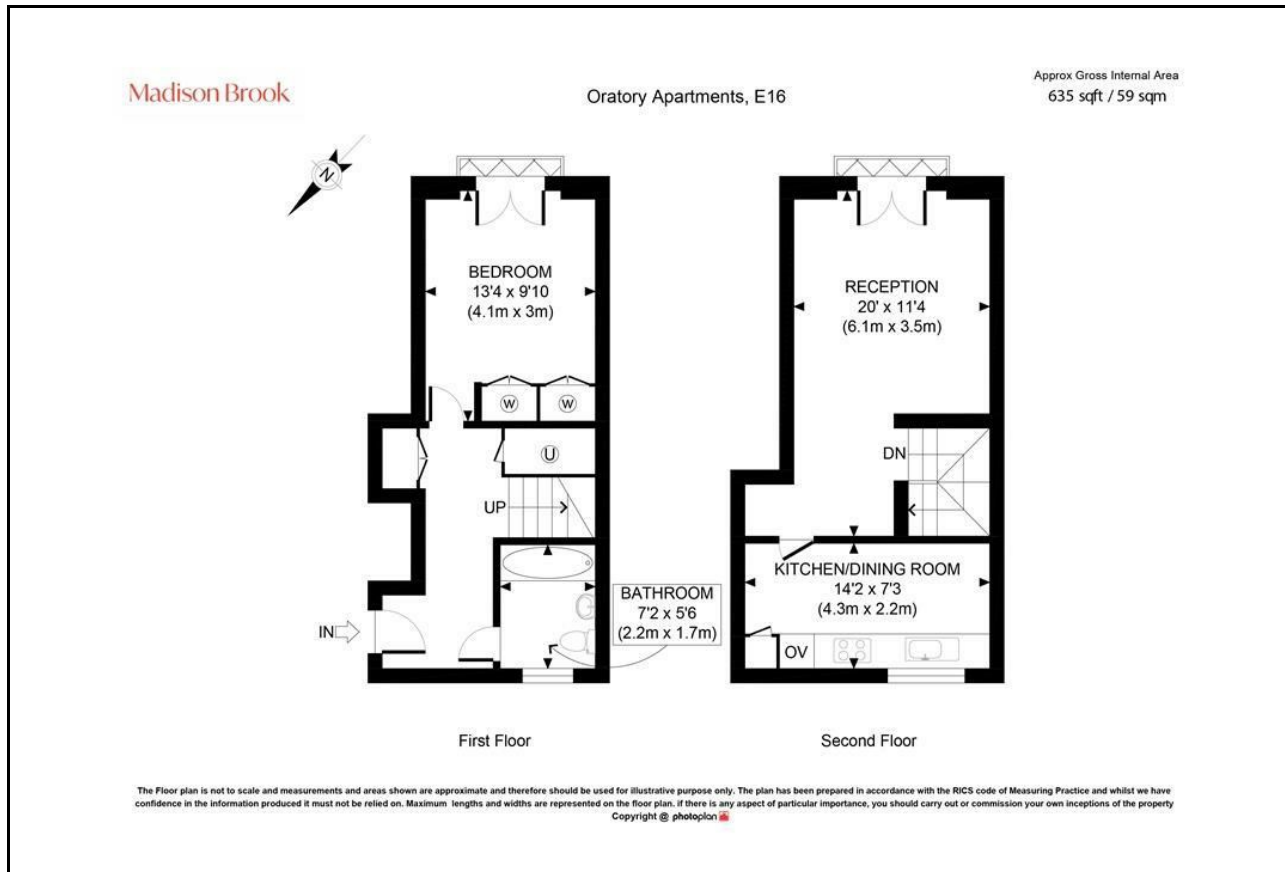 Madison Brook
Oratory Apartments, E16
Approx Gross Internal Area
635 sqft / 59 sqm
N
BEDROOM
13'4 x 9'10
(4.1m x 3m)
W
W
U
UP
IN
BATHROOM
7'2 x 5'6
(2.2m x 1.7m)
First Floor
RECEPTION
20' x 11'4
(6.1m x 3.5m)
DN
KITCHEN/DINING ROOM
14'2 x 7'3
(4.3m x 2.2m)
OV
Second Floor
The Floor plan is not to scale and measurements and areas shown are approximate and therefore should be used for illustrative purpose only. The plan has been prepared in accordance with the RICS code of Measuring Practice and whilst we have
confidence in the information produced it must not be relied on. Maximum lengths and widths are represented on the floor plan. if there is any aspect of particular importance, you should carry out or commission your own inceptions of the property
Copyright @ photoplan